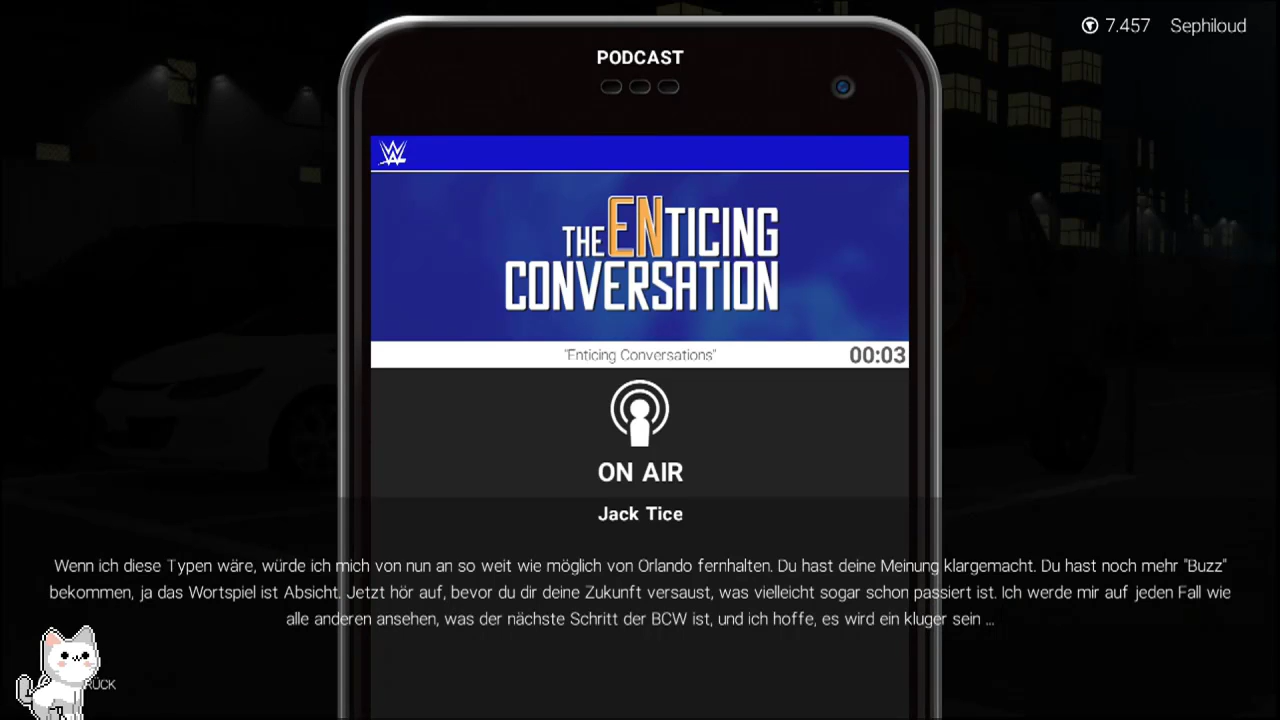 7.457 Sephiloud
PODCAST
W
THE ENTICING
CONVERSATION
"Enticing Conversations" 00:03
ON AIR
Jack Tice
Wenn ich diese Typen wäre, würde ich mich von nun an so weit wie möglich von Orlando fernhalten. Du hast deine Meinung klargemacht. Du hast noch mehr "Buzz"
bekommen, ja das Wortspiel ist Absicht. Jetzt hör auf, bevor du dir deine Zukunft versaust, was vielleicht sogar schon passiert ist. Ich werde mir auf jeden Fall wie
alle anderen ansehen, was der nächste Schritt der BCW ist, und ich hoffe, es wird ein kluger sein ...
RÜCK